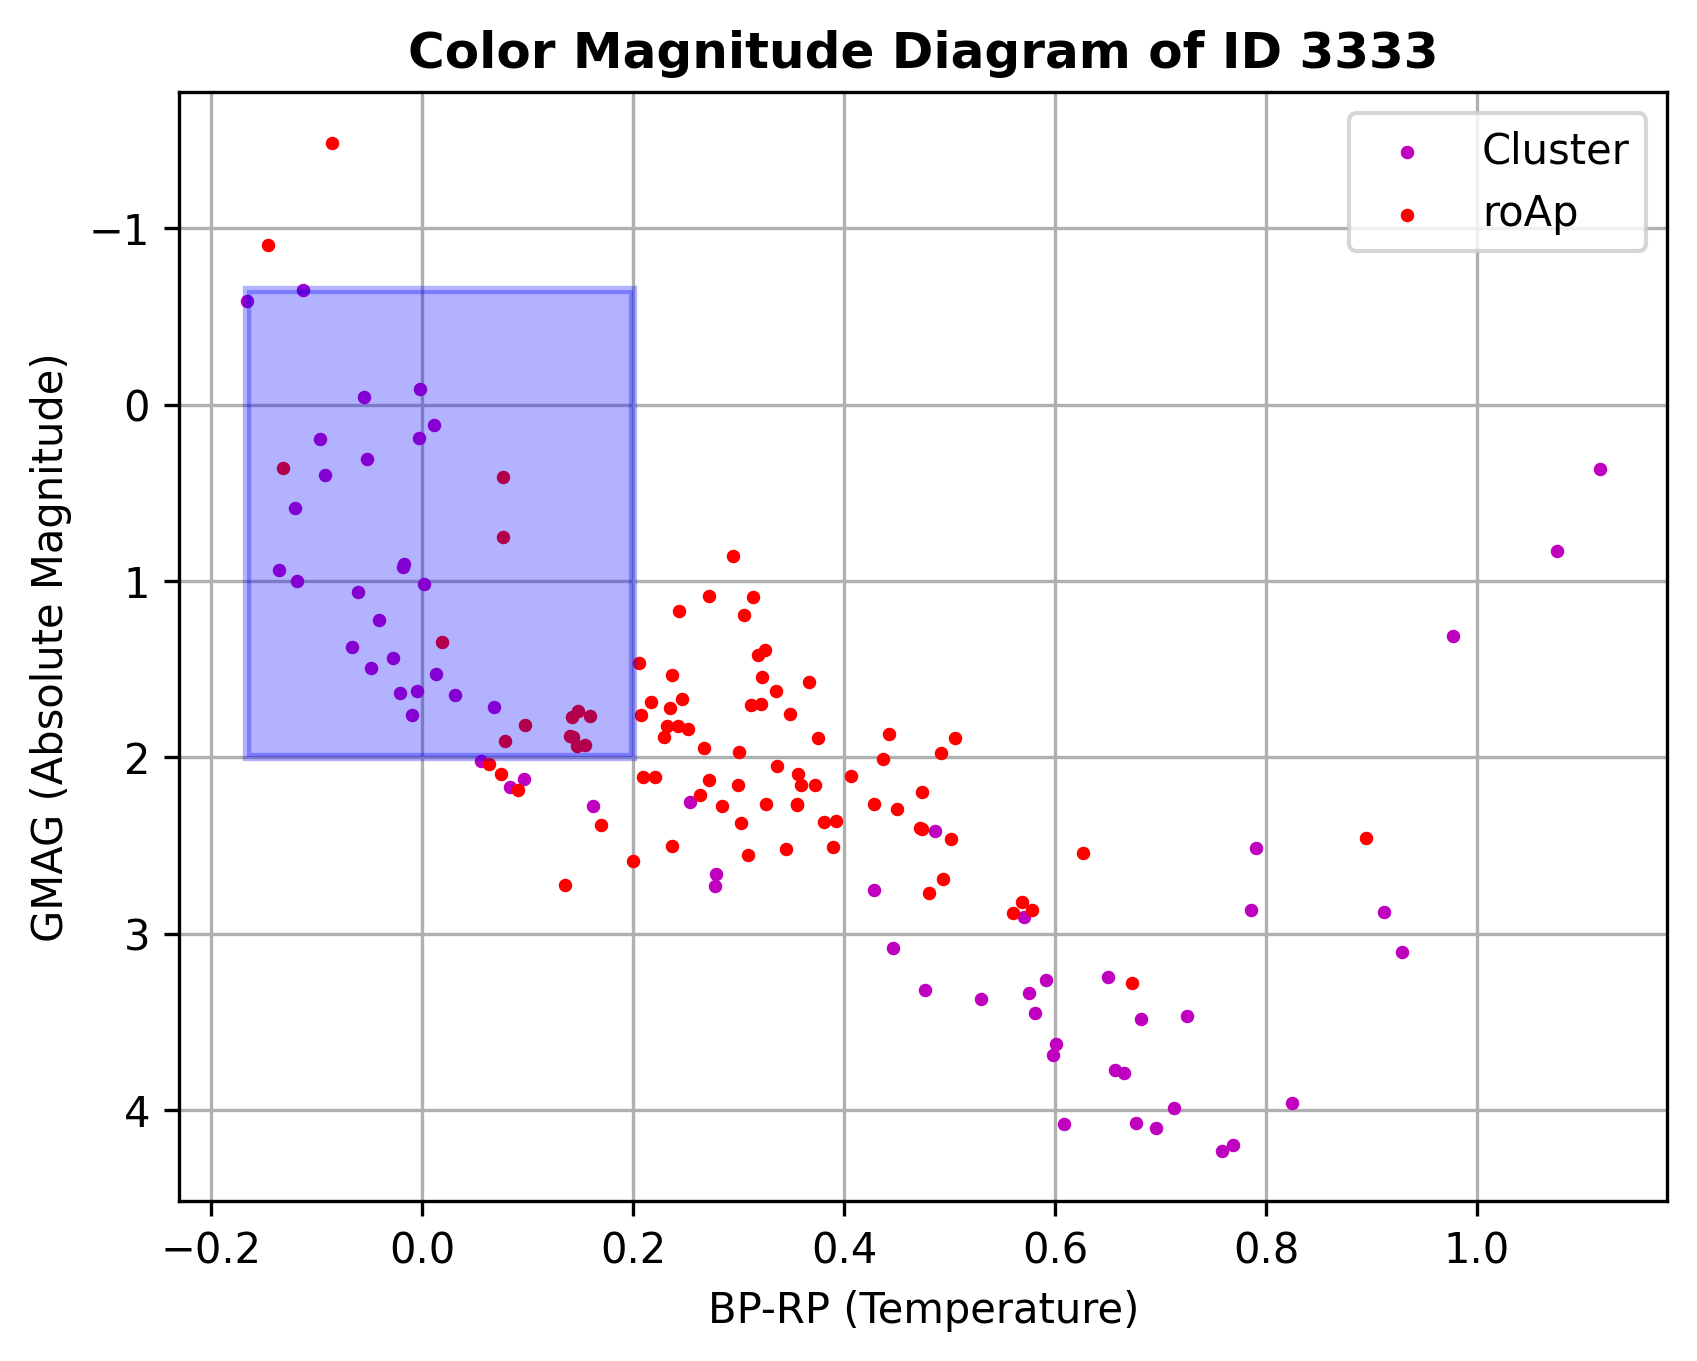 Color Magnitude Diagram of ID 3333
Cluster
roAp
−1
0
1
2
3
4
GMAG (Absolute Magnitude)
−0.2 0.0 0.2 0.4 0.6 0.8 1.0
BP-RP (Temperature)